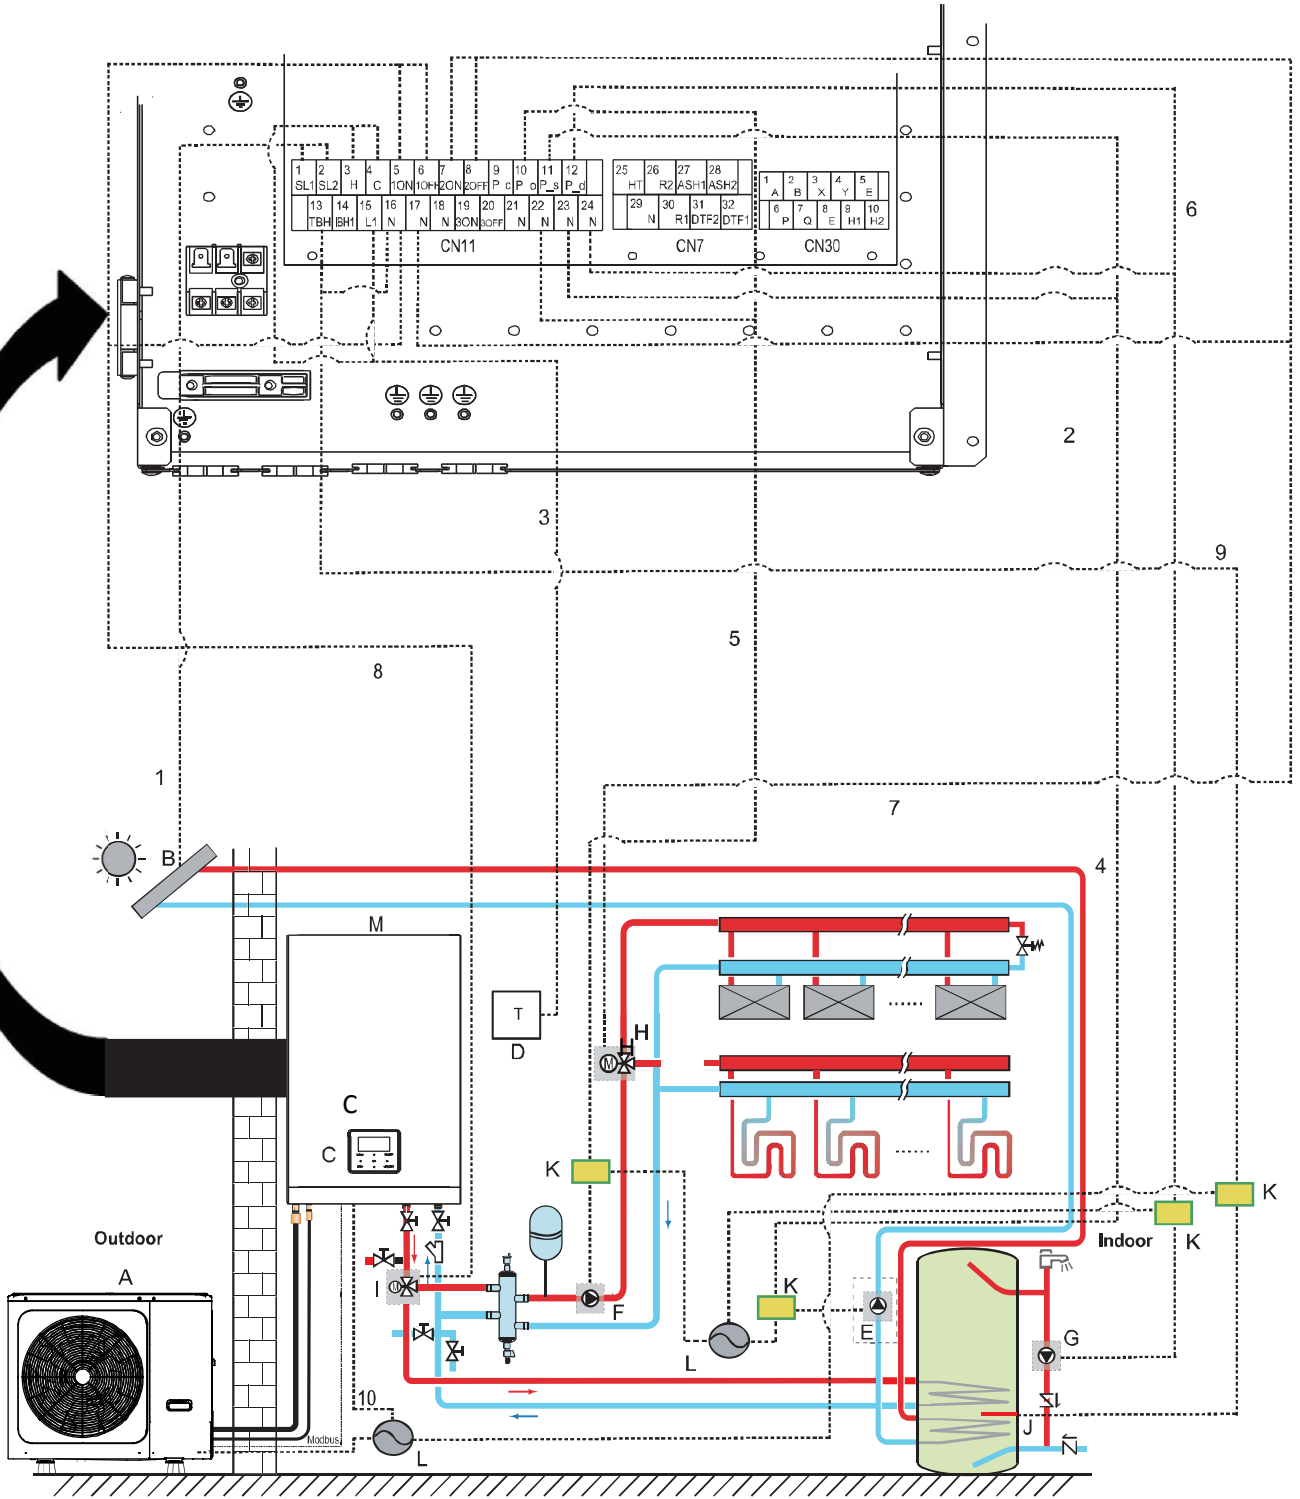 1 2 3 4 5 6 7 8 9 10 11 12
SL1 SL2 H C 1ON 1OFF 2ON 2OFF P_c P_o P_s P_d
13 14 15 16 17 18 19 20 21 22 23 24
TBH IBH1 L1 N N N 3ON 3OFF N N N N
CN11
25 26 27 28
HT R2 ASH1 ASH2
29 30 31 32
N R1 DTF2 DTF1
CN7
1 2 3 4 5
A B X Y E
6 7 8 9 10
P Q E H1 H2
CN30
6
2
3
9
5
8
1
7
B
4
M
T
D
H
H
M
C
C
K
K
K
Outdoor
Indoor
A
I
M
F
K
E
G
L
10
J
Modbus
L